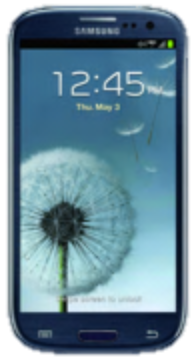 SAMSUNG
12:45
Thu, May 3
screen to unlock